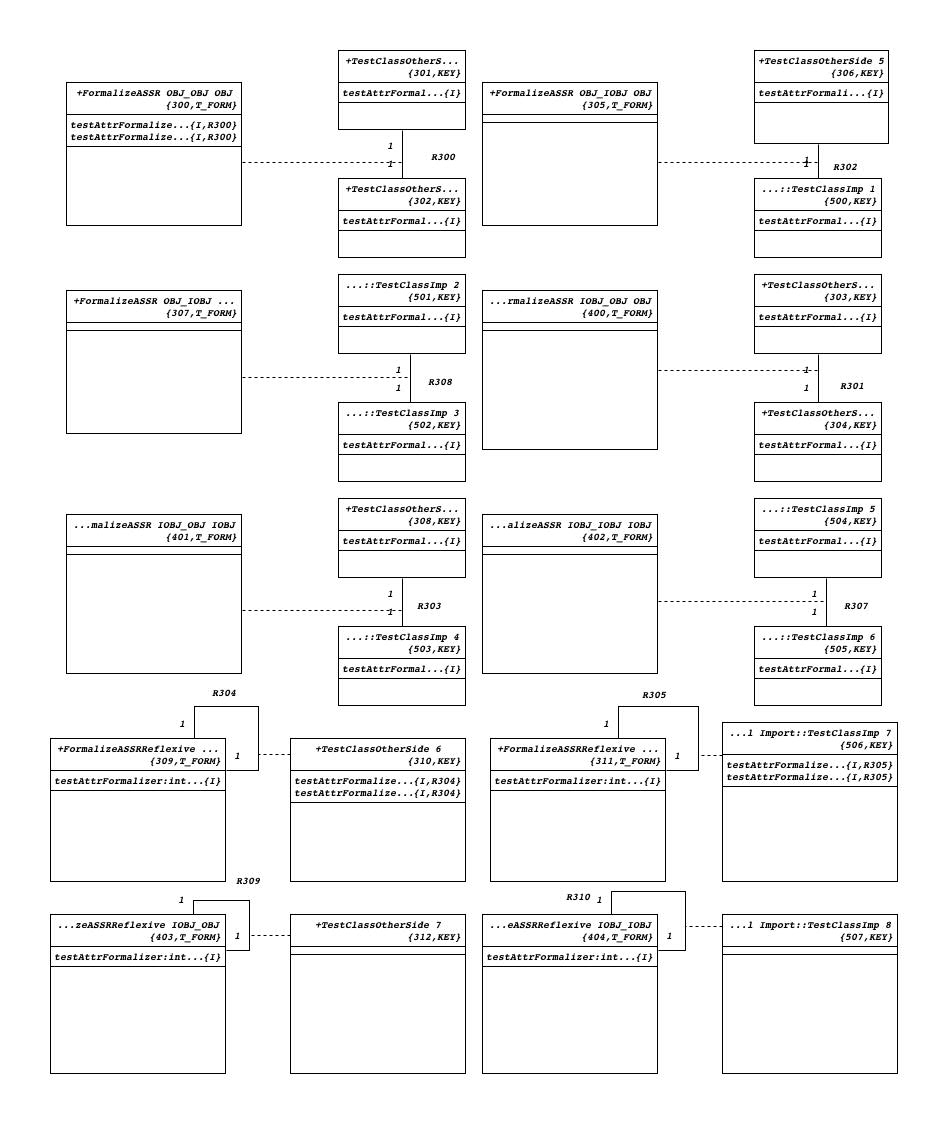 +TestClassOtherS...
{301,KEY}
testAttrFormal...{I}
+FormalizeASSR OBJ_OBJ OBJ
{300,T_FORM}
testAttrFormalize...{I,R300}
testAttrFormalize...{I,R300}
1
R300
1
+TestClassOtherS...
{302,KEY}
testAttrFormal...{I}
+TestClassOtherSide 5
{306,KEY}
testAttrFormali...{I}
+FormalizeASSR OBJ_IOBJ OBJ
{305,T_FORM}
1
1
R302
...::TestClassImp 1
{500,KEY}
testAttrFormal...{I}
+FormalizeASSR OBJ_IOBJ ...
{307,T_FORM}
...::TestClassImp 2
{501,KEY}
testAttrFormal...{I}
1
R308
1
...::TestClassImp 3
{502,KEY}
testAttrFormal...{I}
...rmalizeASSR IOBJ_OBJ OBJ
{400,T_FORM}
+TestClassOtherS...
{303,KEY}
testAttrFormal...{I}
1
R301
1
+TestClassOtherS...
{304,KEY}
testAttrFormal...{I}
...malizeASSR IOBJ_OBJ IOBJ
{401,T_FORM}
+TestClassOtherS...
{308,KEY}
testAttrFormal...{I}
1
R303
1
...::TestClassImp 4
{503,KEY}
testAttrFormal...{I}
...alizeASSR IOBJ_IOBJ IOBJ
{402,T_FORM}
...::TestClassImp 5
{504,KEY}
testAttrFormal...{I}
1
R307
1
...::TestClassImp 6
{505,KEY}
testAttrFormal...{I}
R304
1
+FormalizeASSRReflexive ...
{309,T_FORM}
testAttrFormalizer:int...{I}
1
+TestClassOtherSide 6
{310,KEY}
testAttrFormalize...{I,R304}
testAttrFormalize...{I,R304}
R305
1
+FormalizeASSRReflexive ...
{311,T_FORM}
testAttrFormalizer:int...{I}
1
...l Import::TestClassImp 7
{506,KEY}
testAttrFormalize...{I,R305}
testAttrFormalize...{I,R305}
R309
1
...zeASSRReflexive IOBJ_OBJ
{403,T_FORM}
testAttrFormalizer:int...{I}
1
+TestClassOtherSide 7
{312,KEY}
R310
1
...eASSRReflexive IOBJ_IOBJ
{404,T_FORM}
testAttrFormalizer:int...{I}
1
...l Import::TestClassImp 8
{507,KEY}